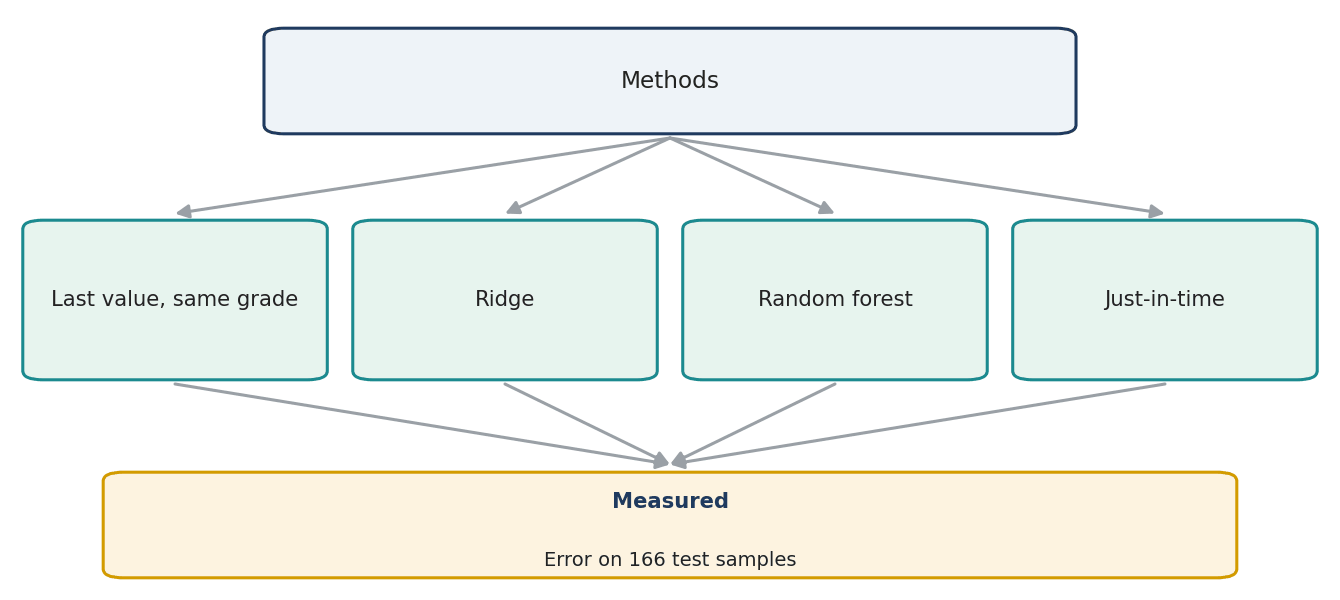 Methods
Last value, same grade
Ridge
Random forest
Just-in-time
Measured
Error on 166 test samples